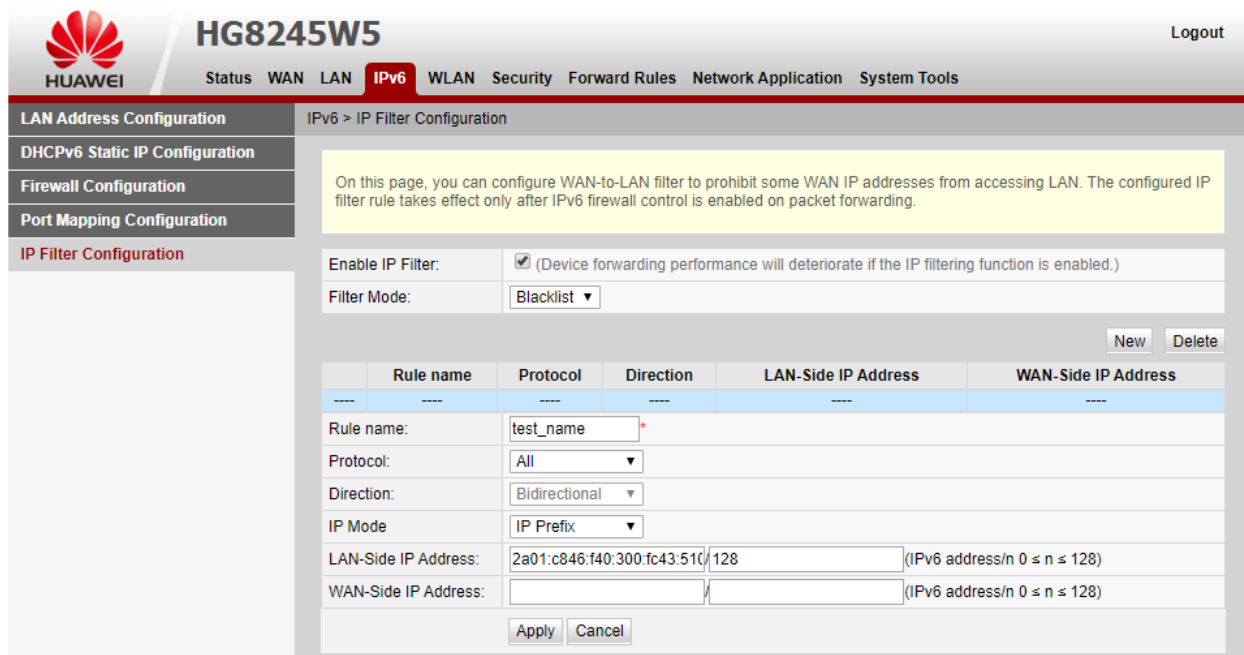 HUAWEI
HG8245W5
Logout
Status WAN LAN IPv6 WLAN Security Forward Rules Network Application System Tools
LAN Address Configuration
DHCPv6 Static IP Configuration
Firewall Configuration
Port Mapping Configuration
IP Filter Configuration
IPv6 > IP Filter Configuration
On this page, you can configure WAN-to-LAN filter to prohibit some WAN IP addresses from accessing LAN. The configured IP
filter rule takes effect only after IPv6 firewall control is enabled on packet forwarding.
Enable IP Filter: (Device forwarding performance will deteriorate if the IP filtering function is enabled.)
Filter Mode: Blacklist
New Delete
Rule name Protocol Direction LAN-Side IP Address WAN-Side IP Address
---- ---- ---- ---- ---- ----
Rule name: test_name *
Protocol: All
Direction: Bidirectional
IP Mode IP Prefix
LAN-Side IP Address: 2a01:c846:f40:300:fc43:510/128 (IPv6 address/n 0 ≤ n ≤ 128)
WAN-Side IP Address: / (IPv6 address/n 0 ≤ n ≤ 128)
Apply Cancel